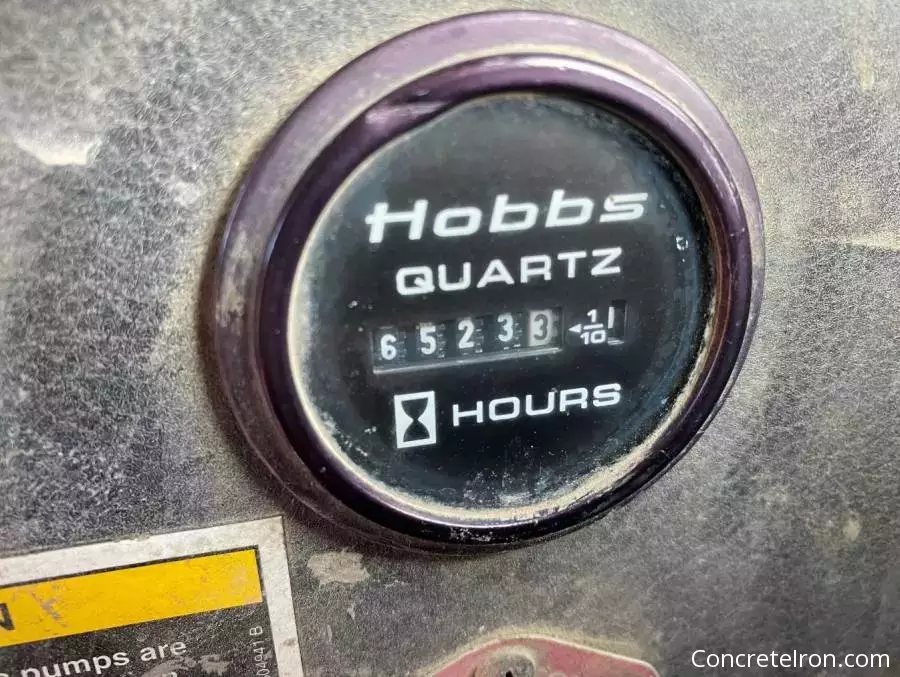 Hobbs
QUARTZ
6 5 2 3 3 ◄1/10
HOURS
N
pumps are
ConcreteIron.com